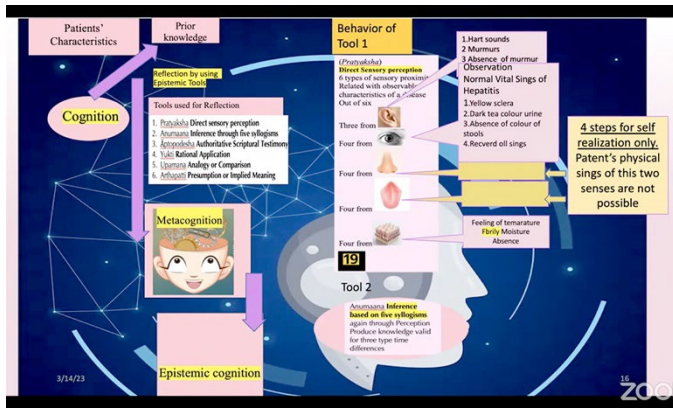 Patients'
Characteristics
Prior
knowledge
Reflection by using
Epistemic Tools
Cognition
Tools used for Reflection
1. Pratyaksha Direct sensory perception
2. Anumaana Inference through five syllogisms
3. Āptopodesha Authoritative Scriptural Testimony
4. Yukti Rational Application
5. Upamana Analogy or Comparison
6. Arthapatti Presumption or Implied Meaning
Metacognition
Epistemic cognition
3/14/23
Behavior of
Tool 1
(Pratyaksha)
Direct Sensory perception
6 types of sensory proximit
Related with observable
characteristics of a disease
Out of six
Three from
Four from
Four from
Four from
Four from
19
Tool 2
Anumaana Inference
based on five syllogisms
again through Perception
Produce knowledge valid
for three type time
differences
1.Hart sounds
2 Murmurs
3 Absence of murmur
Observation
Normal Vital Sings of
Hepatitis
1.Yellow sclera
2.Dark tea colour urine
3.Absence of colour of
stools
4.Recverd oll sings
Feeling of temarature
Fbrily Moisture
Absence
4 steps for self
realization only.
Patent's physical
sings of this two
senses are not
possible
16
ZOO